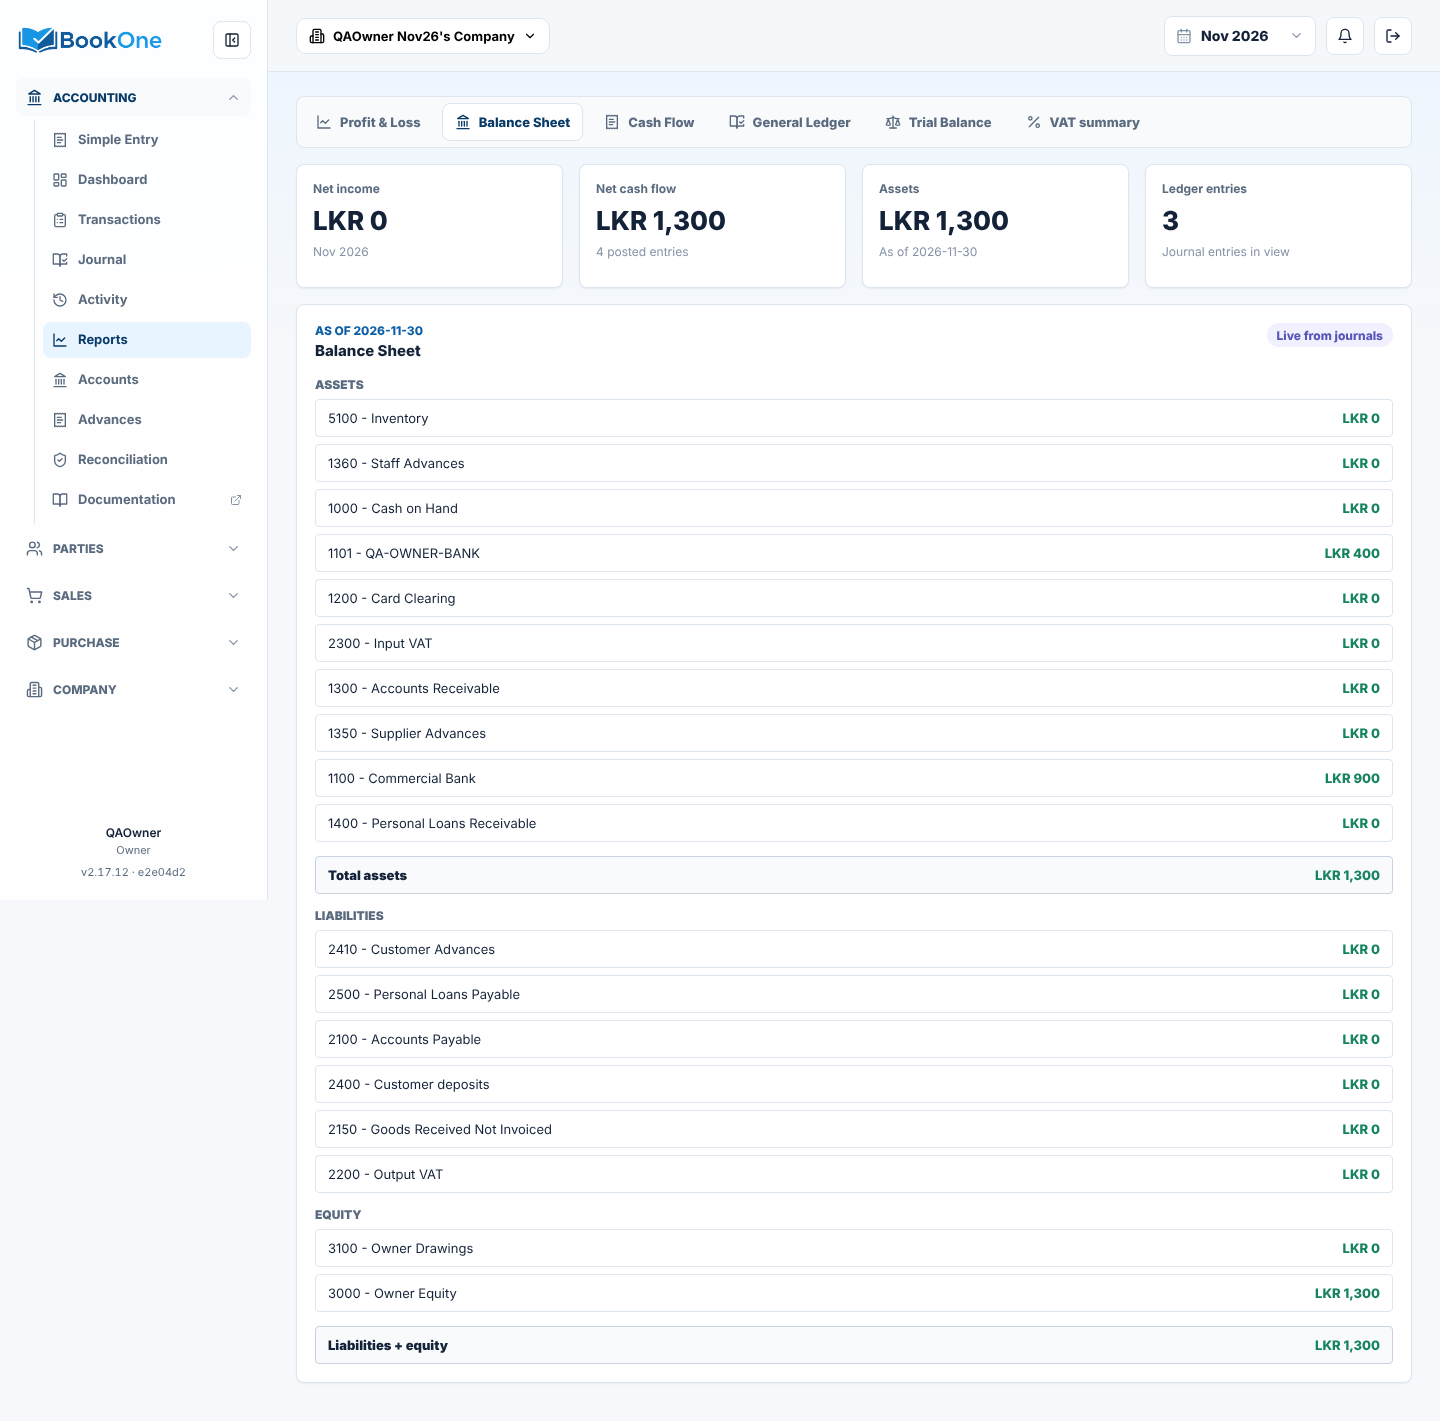 BookOne
ACCOUNTING
Simple Entry
Dashboard
Transactions
Journal
Activity
Reports
Accounts
Advances
Reconciliation
Documentation
PARTIES
SALES
PURCHASE
COMPANY
QAOwner
Owner
v2.17.12 · e2e04d2
QAOwner Nov26's Company
Nov 2026
Profit & Loss
Balance Sheet
Cash Flow
General Ledger
Trial Balance
VAT summary
Net income
LKR 0
Nov 2026
Net cash flow
LKR 1,300
4 posted entries
Assets
LKR 1,300
As of 2026-11-30
Ledger entries
3
Journal entries in view
AS OF 2026-11-30
Balance Sheet
Live from journals
ASSETS
5100 - Inventory LKR 0
1360 - Staff Advances LKR 0
1000 - Cash on Hand LKR 0
1101 - QA-OWNER-BANK LKR 400
1200 - Card Clearing LKR 0
2300 - Input VAT LKR 0
1300 - Accounts Receivable LKR 0
1350 - Supplier Advances LKR 0
1100 - Commercial Bank LKR 900
1400 - Personal Loans Receivable LKR 0
Total assets LKR 1,300
LIABILITIES
2410 - Customer Advances LKR 0
2500 - Personal Loans Payable LKR 0
2100 - Accounts Payable LKR 0
2400 - Customer deposits LKR 0
2150 - Goods Received Not Invoiced LKR 0
2200 - Output VAT LKR 0
EQUITY
3100 - Owner Drawings LKR 0
3000 - Owner Equity LKR 1,300
Liabilities + equity LKR 1,300